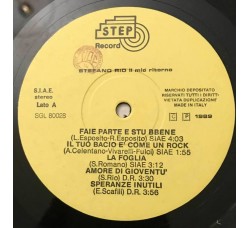 STEP
Record
STEFANO RIO Il mio ritorno
S.I.A.E.
stereo
Lato A
SGL 80028
MARCHIO DEPOSITATO
RISERVATI TUTTI I DIRITTI
VIETATA DUPLICAZIONE
MADE IN ITALY
℗ 1989
FAIE PARTE E STU BBENE
(L.Esposito-R.Esposito) SIAE 4:08
IL TUO BACIO E' COME UN ROCK
(A.Celentano-Vivarelli-Fulci) SIAE 1:55
LA FOGLIA
(S.Romano) SIAE 3:12
AMORE DI GIOVENTU'
(S.Rio) D.R. 3:30
SPERANZE INUTILI
(E.Scafili) D.R. 3:56